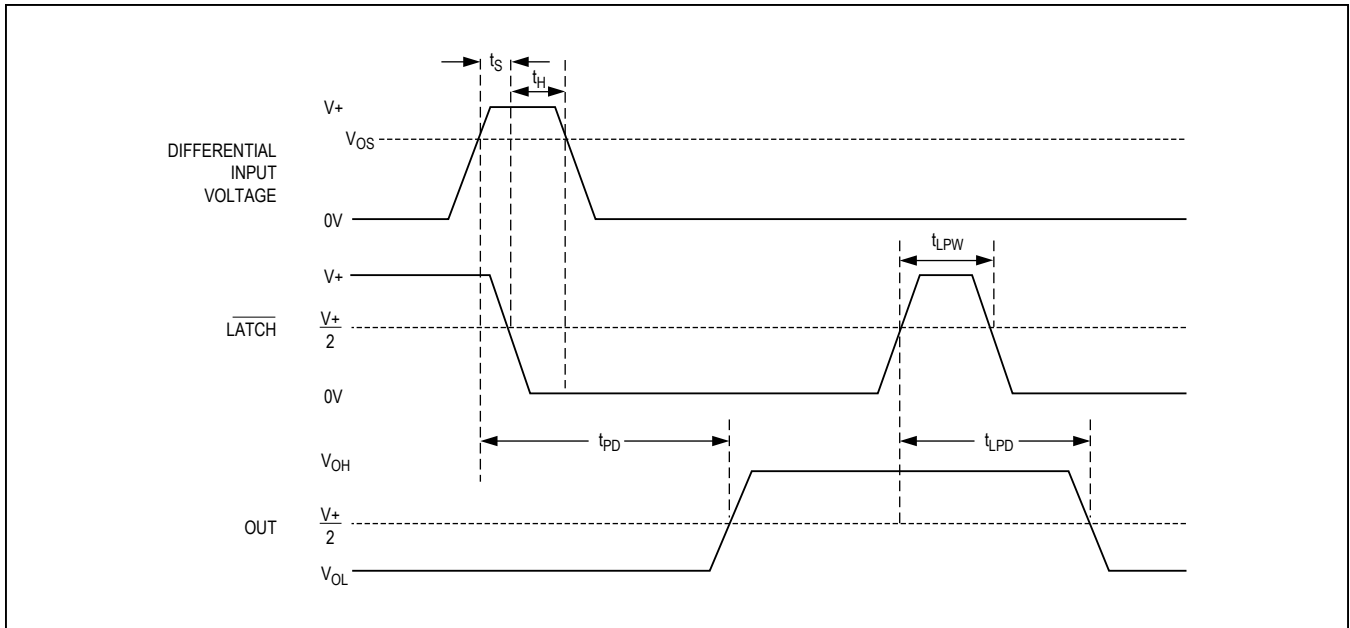 tS
tH
V+
VOS
DIFFERENTIAL
INPUT
VOLTAGE
0V
tLPW
V+
LATCH
V+
2
0V
tPD
tLPD
VOH
OUT
V+
2
VOL